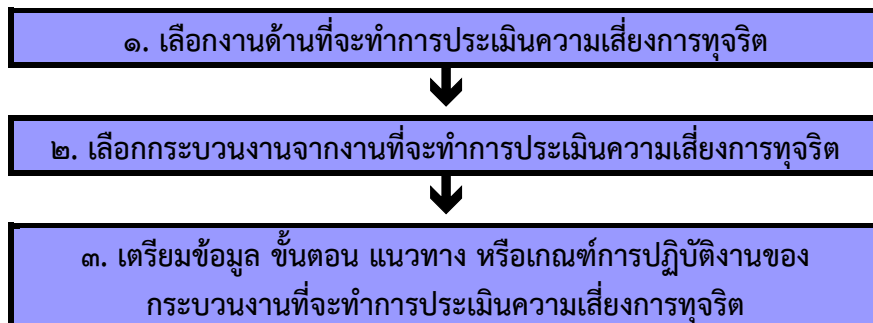 ๑. เลือกงานด้านที่จะทำการประเมินความเสี่ยงการทุจริต
๒. เลือกกระบวนงานจากงานที่จะทำการประเมินความเสี่ยงการทุจริต
๓. เตรียมข้อมูล ขั้นตอน แนวทาง หรือเกณฑ์การปฏิบัติงานของ
กระบวนงานที่จะทำการประเมินความเสี่ยงการทุจริต